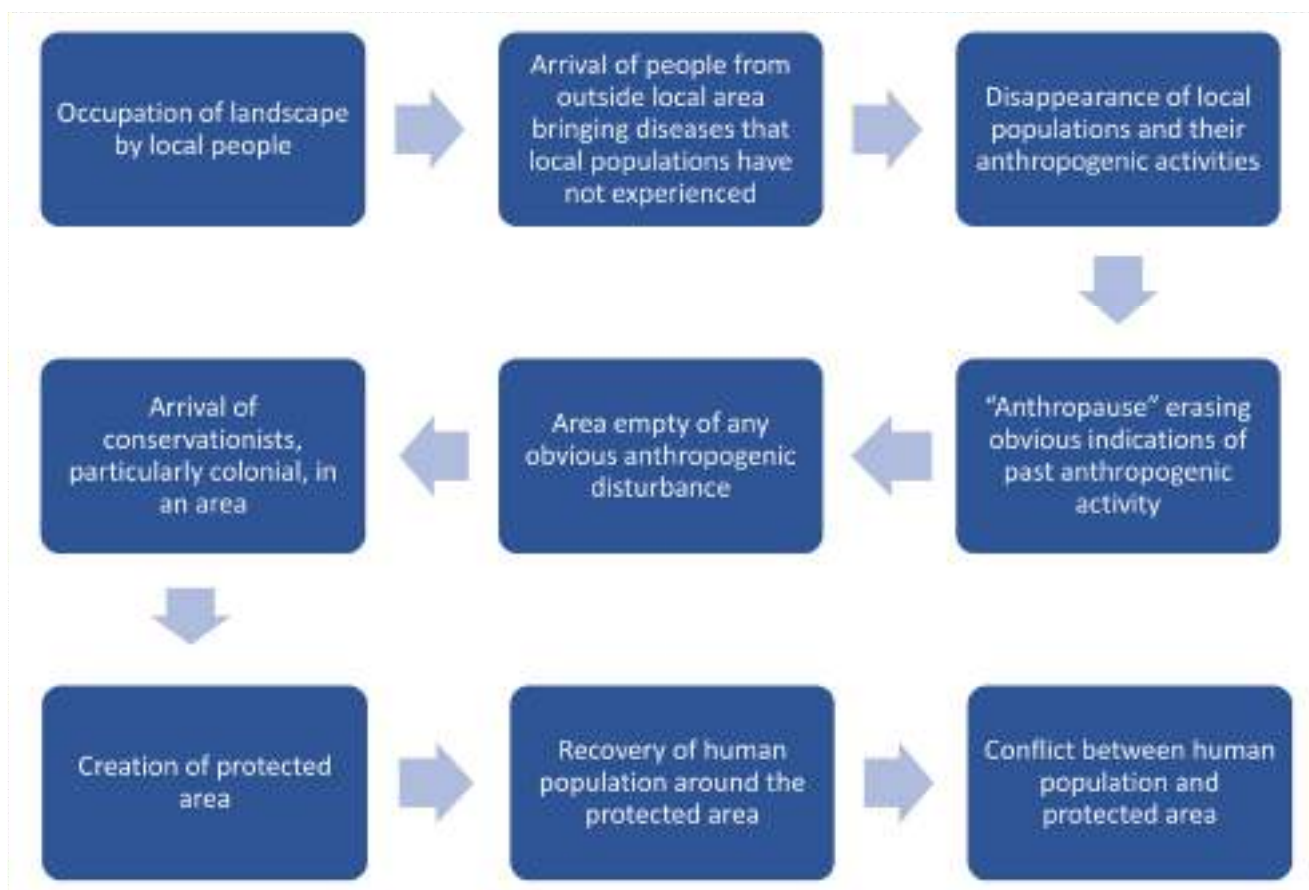 Occupation of landscape
by local people
Arrival of people from
outside local area
bringing diseases that
local populations have
not experienced
Disappearance of local
populations and their
anthropogenic activities
“Anthropause” erasing
obvious indications of
past anthropogenic
activity
Area empty of any
obvious anthropogenic
disturbance
Arrival of
conservationists,
particularly colonial, in
an area
Creation of protected
area
Recovery of human
population around the
protected area
Conflict between human
population and
protected area